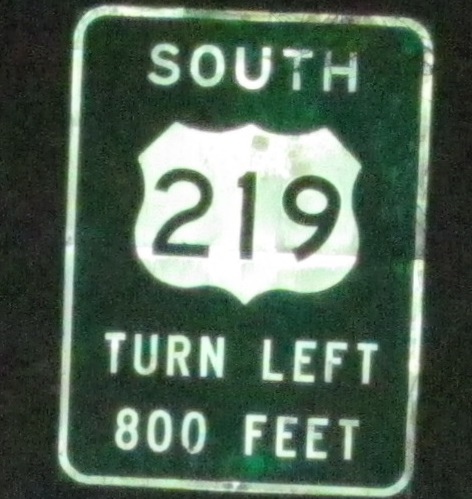 SOUTH
219
TURN LEFT
800 FEET